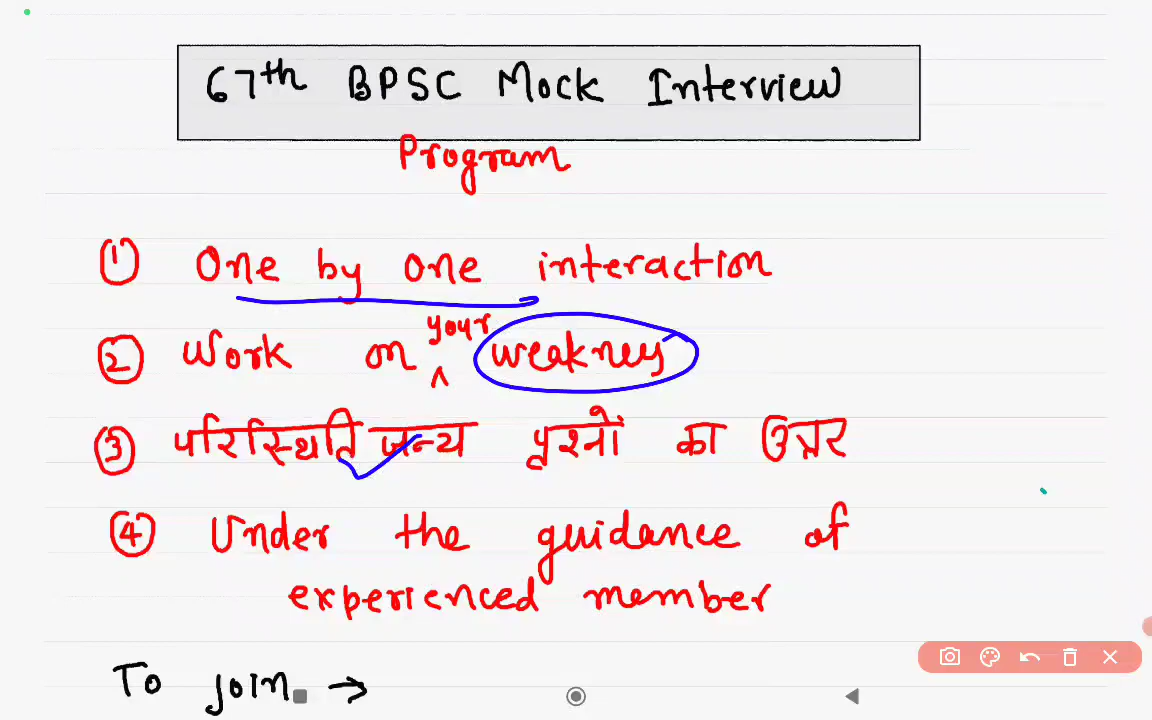 67th BPSC Mock Interview
Program
① One by one interaction
② Work on your weakness
③ परिस्थिति जन्य प्रश्नों का उत्तर
④ Under the guidance of
experienced member
To join →